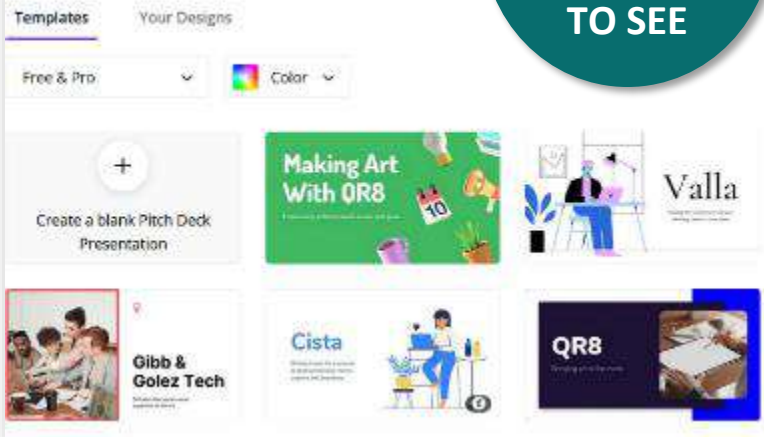 TO SEE
Templates
Your Designs
Free & Pro
Color
+
Create a blank Pitch Deck
Presentation
Making Art
With QR8
10
Valla
Gibb &
Golez Tech
Cista
QR8